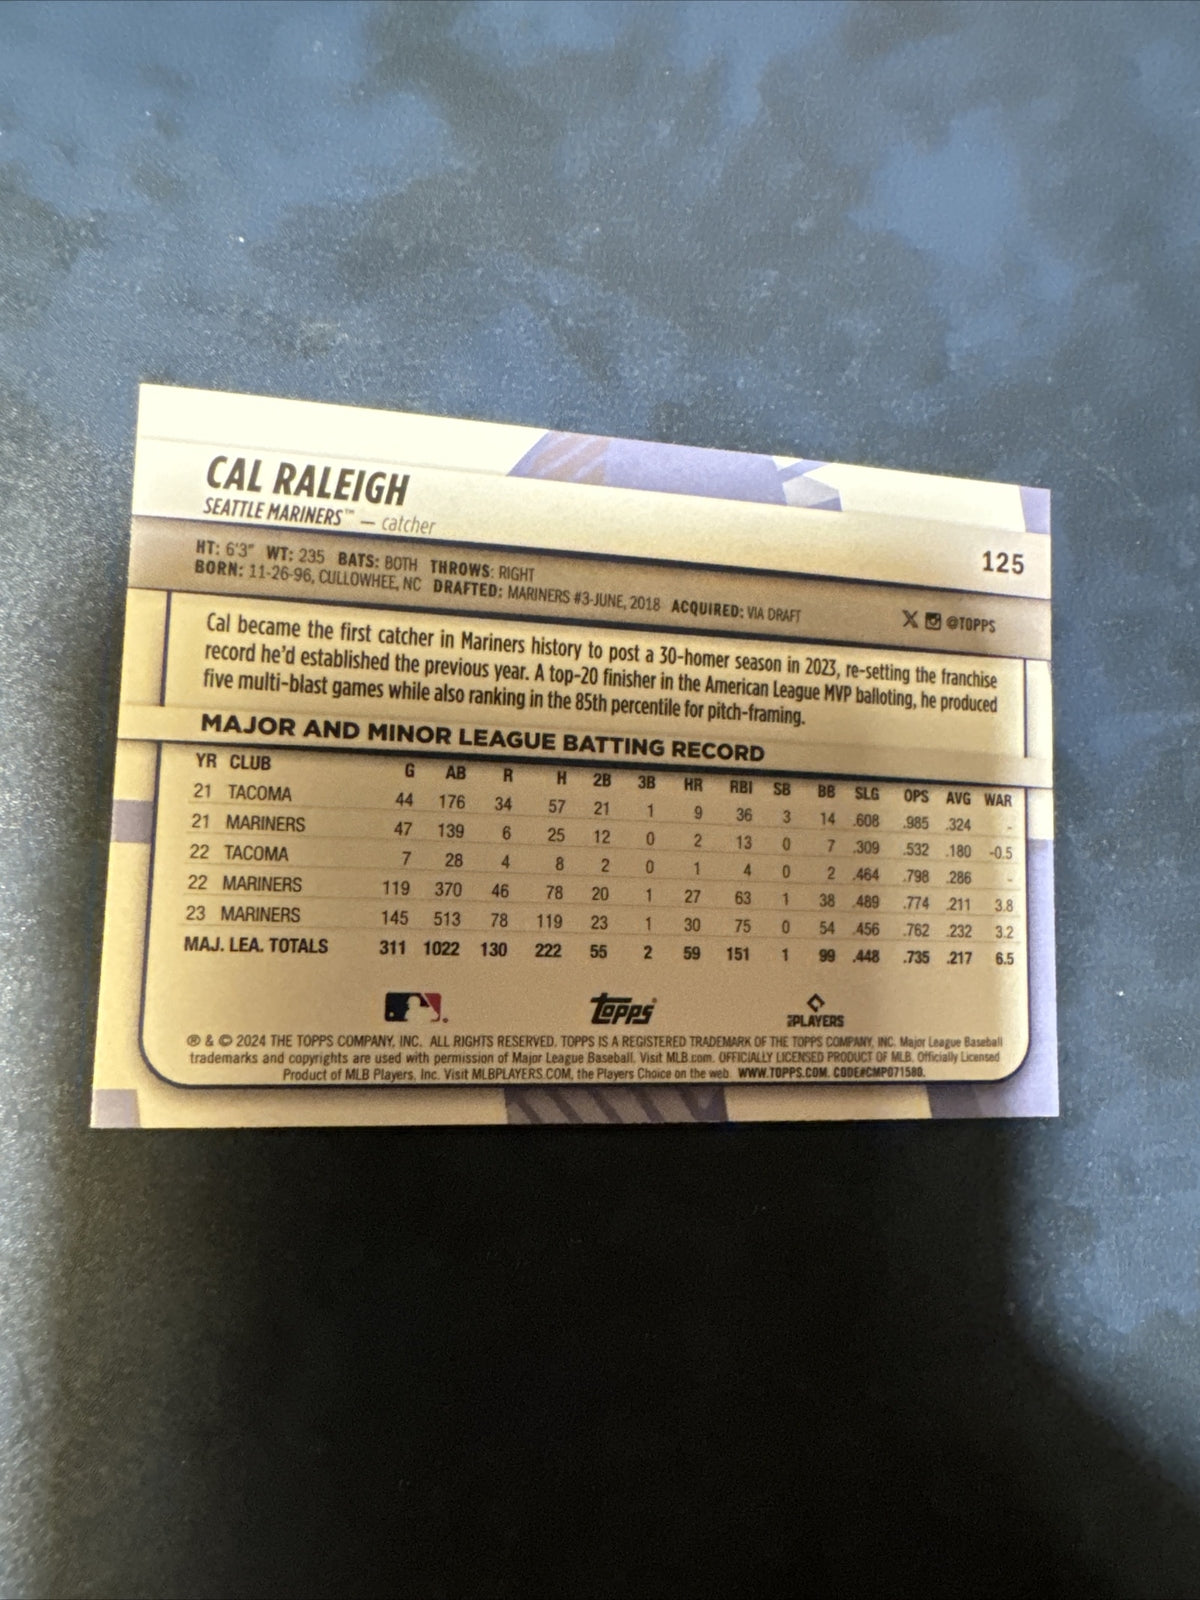 CAL RALEIGH
SEATTLE MARINERS™ — catcher
125
HT: 6'3" WT: 235 BATS: BOTH THROWS: RIGHT
BORN: 11-26-96, CULLOWHEE, NC DRAFTED: MARINERS #3-JUNE, 2018 ACQUIRED: VIA DRAFT
@TOPPS
Cal became the first catcher in Mariners history to post a 30-homer season in 2023, re-setting the franchise
record he'd established the previous year. A top-20 finisher in the American League MVP balloting, he produced
five multi-blast games while also ranking in the 85th percentile for pitch-framing.
MAJOR AND MINOR LEAGUE BATTING RECORD
YR CLUB G AB R H 2B 3B HR RBI SB BB SLG OPS AVG WAR
21 TACOMA 44 176 34 57 21 1 9 36 3 14 .608 .985 .324 -
21 MARINERS 47 139 6 25 12 0 2 13 0 7 .309 .532 .180 -0.5
22 TACOMA 7 28 4 8 2 0 1 4 0 2 .464 .798 .286 -
22 MARINERS 119 370 46 78 20 1 27 63 1 38 .489 .774 .211 3.8
23 MARINERS 145 513 78 119 23 1 30 75 0 54 .456 .762 .232 3.2
MAJ. LEA. TOTALS 311 1022 130 222 55 2 59 151 1 99 .448 .735 .217 6.5
Topps®
PLAYERS
® & © 2024 THE TOPPS COMPANY, INC. ALL RIGHTS RESERVED. TOPPS IS A REGISTERED TRADEMARK OF THE TOPPS COMPANY, INC. Major League Baseball
trademarks and copyrights are used with permission of Major League Baseball. Visit MLB.com. OFFICIALLY LICENSED PRODUCT OF MLB. Officially Licensed
Product of MLB Players, Inc. Visit MLBPLAYERS.COM, the Players Choice on the web. WWW.TOPPS.COM. CODE#CMP071580.